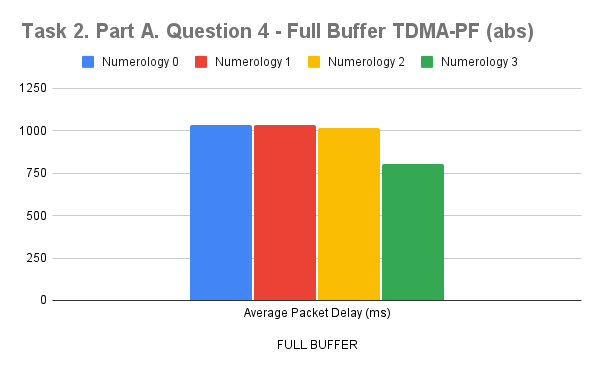 Task 2. Part A. Question 4 - Full Buffer TDMA-PF (abs)
Numerology 0 Numerology 1 Numerology 2 Numerology 3
1250
1000
750
500
250
0
Average Packet Delay (ms)
FULL BUFFER